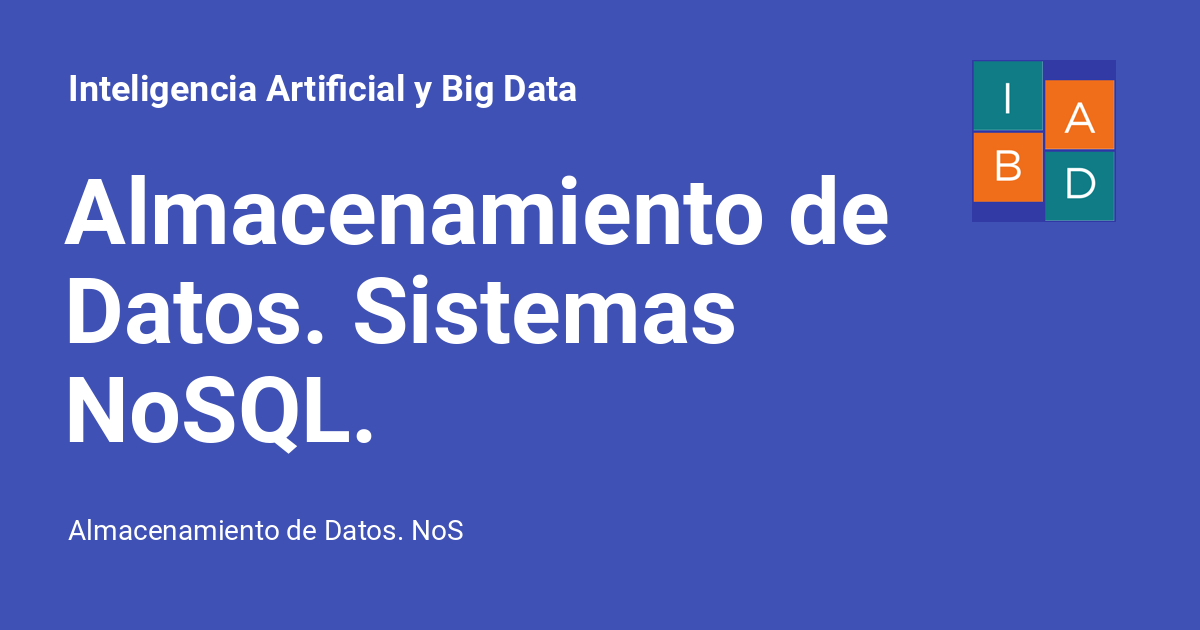 Inteligencia Artificial y Big Data
I
A
B
D
Almacenamiento de
Datos. Sistemas
NoSQL.
Almacenamiento de Datos. NoS